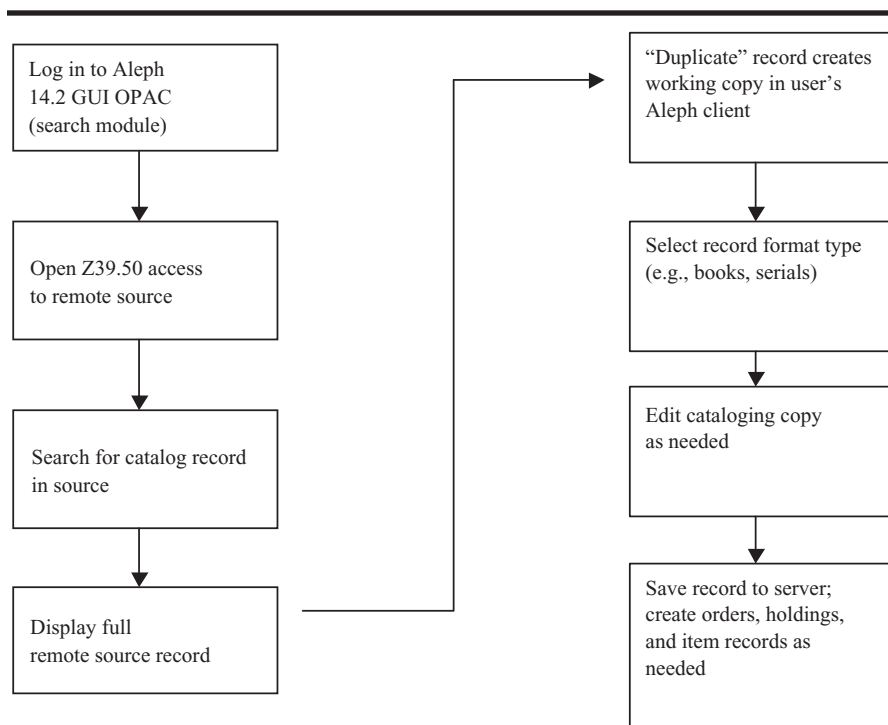 Log in to Aleph
14.2 GUI OPAC
(search module)
Open Z39.50 access
to remote source
Search for catalog record
in source
Display full
remote source record
“Duplicate” record creates
working copy in user’s
Aleph client
Select record format type
(e.g., books, serials)
Edit cataloging copy
as needed
Save record to server;
create orders, holdings,
and item records as
needed